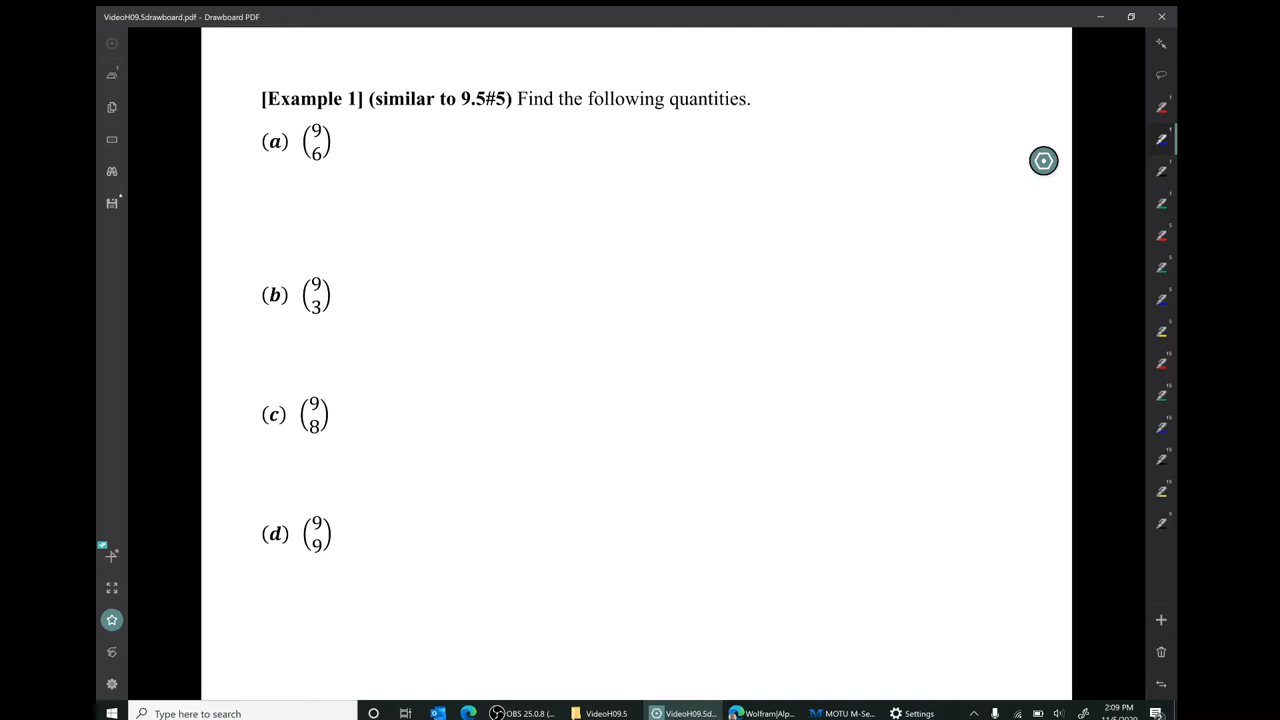 VideoH09.5drawboard.pdf - Drawboard PDF
[Example 1] (similar to 9.5#5) Find the following quantities.
(a) (9
6)
(b) (9
3)
(c) (9
8)
(d) (9
9)
Type here to search
OBS 25.0.8 (...
VideoH09.5
VideoH09.5d...
Wolfram|Alp...
MOTU M-Se...
Settings
2:09 PM